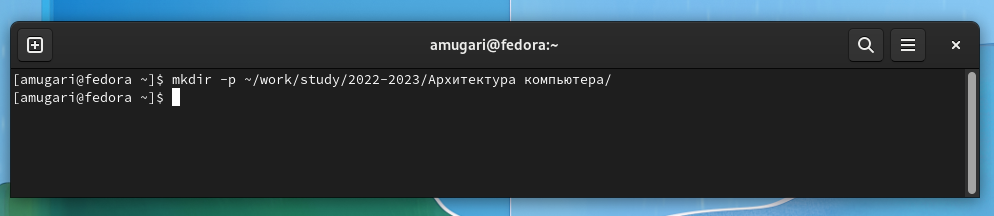 amugari@fedora:~
[amugari@fedora ~]$ mkdir -p ~/work/study/2022-2023/Архитектура компьютера/
[amugari@fedora ~]$